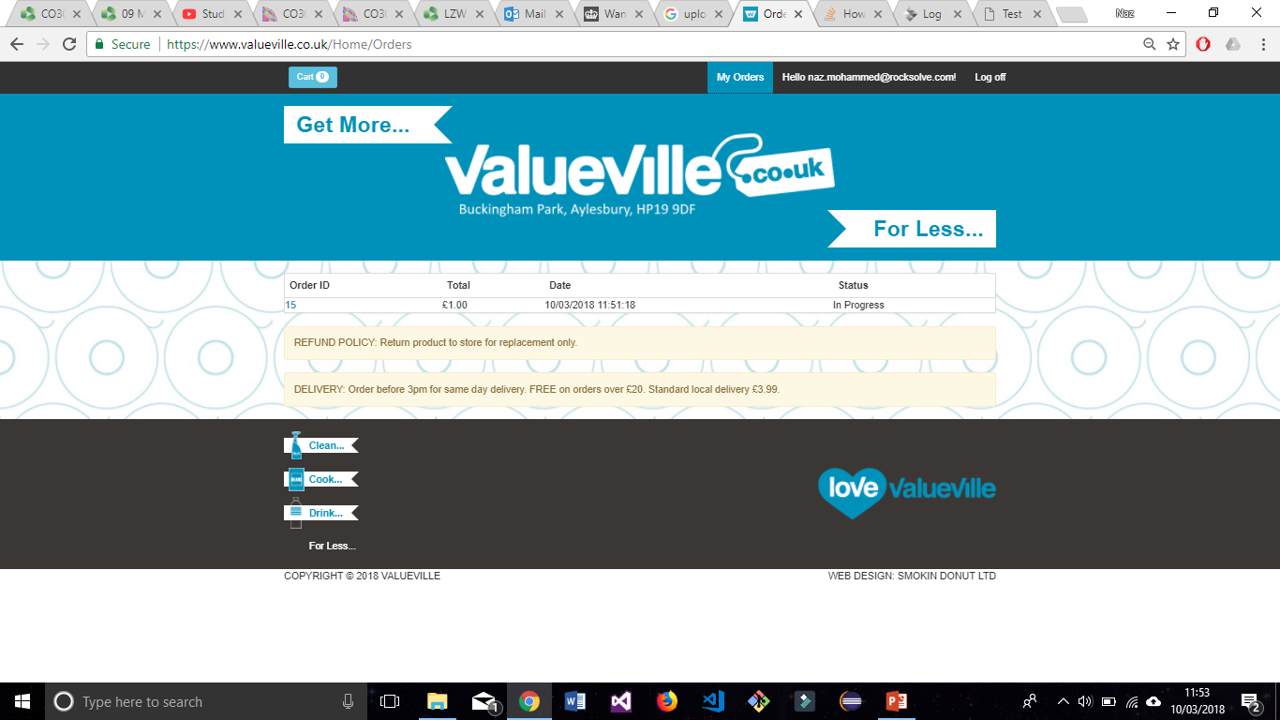 CO3
09 M
Stud
CO3
CO3
LZW
Mail
Wan
uplo
Orde
How
Log
Test
Naz
Secure https://www.valueville.co.uk/Home/Orders
Cart 0 My Orders Hello naz.mohammed@rocksolve.com! Log off
Get More...
ValueVille .co.uk
Buckingham Park, Aylesbury, HP19 9DF
For Less...
Order ID Total Date Status
15 £1.00 10/03/2018 11:51:18 In Progress
REFUND POLICY: Return product to store for replacement only.
DELIVERY: Order before 3pm for same day delivery. FREE on orders over £20. Standard local delivery £3.99.
Clean...
Cook...
Drink...
For Less...
love ValueVille
COPYRIGHT © 2018 VALUEVILLE WEB DESIGN: SMOKIN DONUT LTD
Type here to search
1
11:53
10/03/2018
2